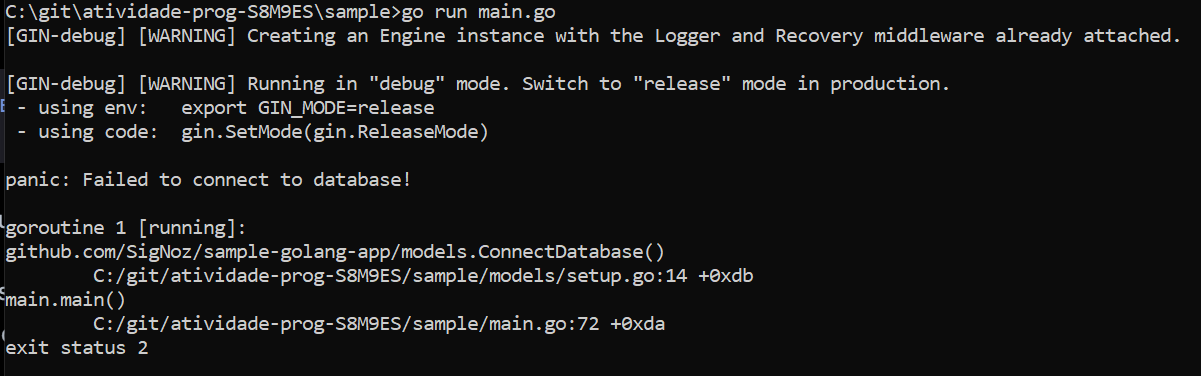 C:\git\atividade-prog-S8M9ES\sample>go run main.go
[GIN-debug] [WARNING] Creating an Engine instance with the Logger and Recovery middleware already attached.
[GIN-debug] [WARNING] Running in "debug" mode. Switch to "release" mode in production.
- using env:   export GIN_MODE=release
- using code:  gin.SetMode(gin.ReleaseMode)
panic: Failed to connect to database!
goroutine 1 [running]:
github.com/SigNoz/sample-golang-app/models.ConnectDatabase()
C:/git/atividade-prog-S8M9ES/sample/models/setup.go:14 +0xdb
main.main()
C:/git/atividade-prog-S8M9ES/sample/main.go:72 +0xda
exit status 2